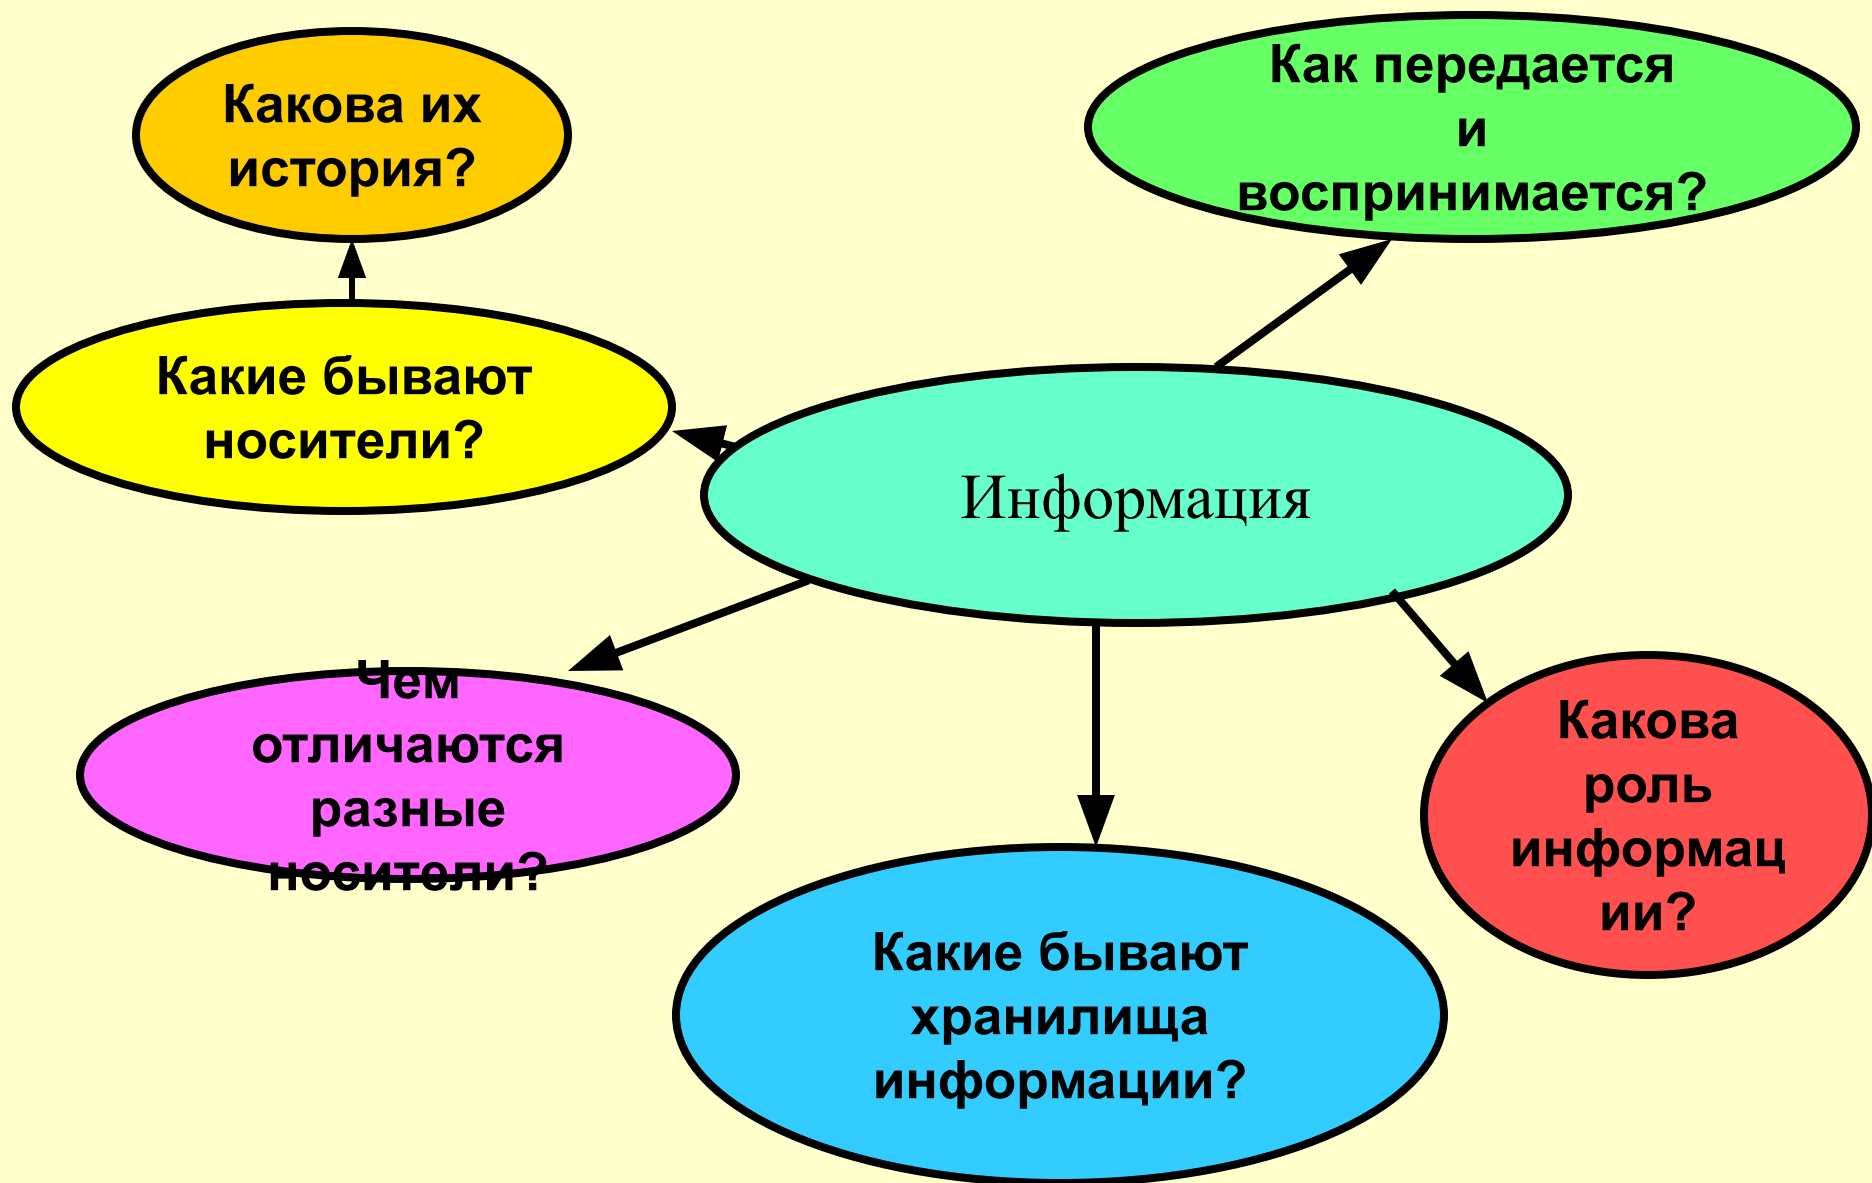 Какова их
история?
Как передается
и
воспринимается?
Какие бывают
носители?
Информация
Чем
отличаются
разные
носители?
Какова
роль
информац
ии?
Какие бывают
хранилища
информации?